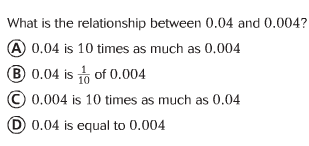 What is the relationship between 0.04 and 0.004?
Ⓐ 0.04 is 10 times as much as 0.004
Ⓑ 0.04 is 1/10 of 0.004
Ⓒ 0.004 is 10 times as much as 0.04
Ⓓ 0.04 is equal to 0.004